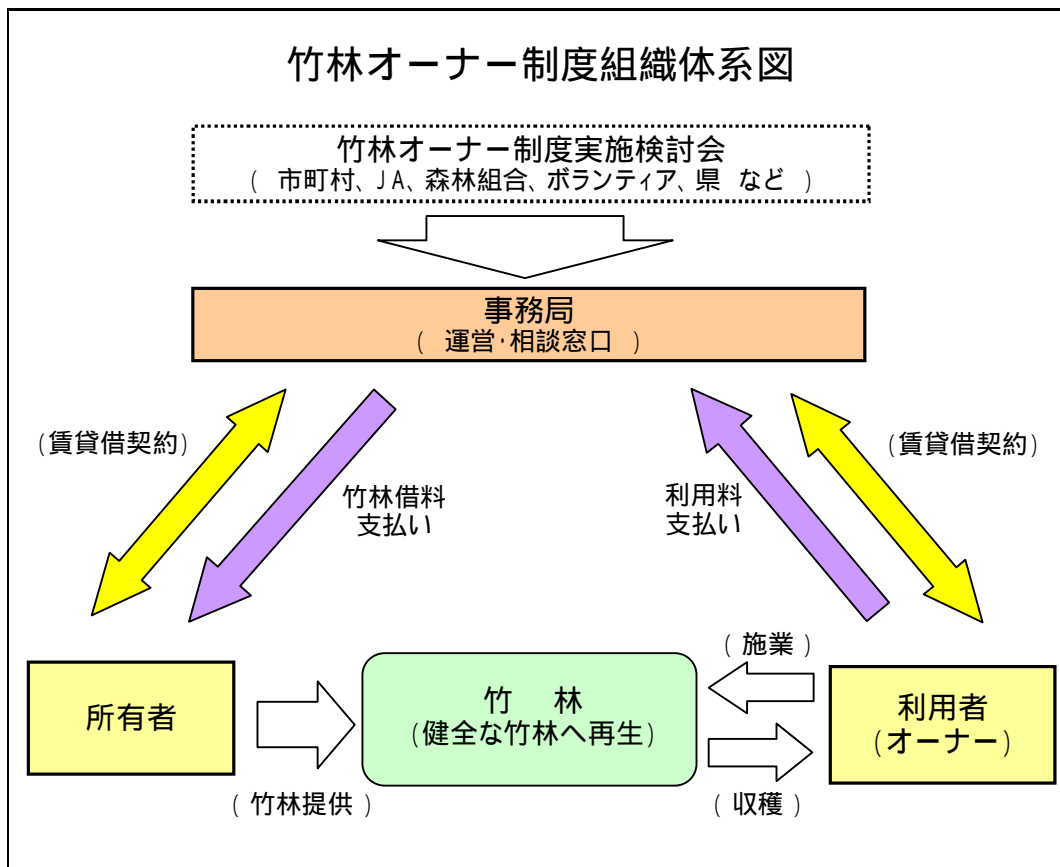 竹林オーナー制度組織体系図
竹林オーナー制度実施検討会
( 市町村、JA、森林組合、ボランティア、県 など )
事務局
( 運営・相談窓口 )
(賃貸借契約)
竹林借料
支払い
利用料
支払い
(賃貸借契約)
所有者
竹 林
(健全な竹林へ再生)
( 施業 )
利用者
(オーナー)
( 竹林提供 )
( 収穫 )